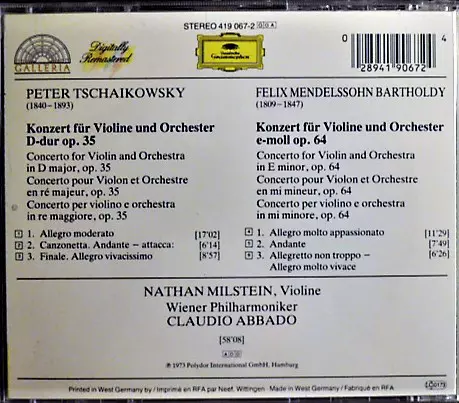 STEREO 419 067-2 A D D
GALLERIA
Digitally
Remastered
Deutsche
Grammophon
0 28941 90672 4
PETER TSCHAIKOWSKY
(1840–1893)
Konzert für Violine und Orchester
D-dur op. 35
Concerto for Violin and Orchestra
in D major, op. 35
Concerto pour Violon et Orchestre
en ré majeur, op. 35
Concerto per violino e orchestra
in re maggiore, op. 35
1 1. Allegro moderato [17'02]
2 2. Canzonetta. Andante – attacca: [6'14]
3 3. Finale. Allegro vivacissimo [8'57]
FELIX MENDELSSOHN BARTHOLDY
(1809–1847)
Konzert für Violine und Orchester
e-moll op. 64
Concerto for Violin and Orchestra
in E minor, op. 64
Concerto pour Violon et Orchestre
en mi mineur, op. 64
Concerto per violino e orchestra
in mi minore, op. 64
4 1. Allegro molto appassionato [11'29]
5 2. Andante [7'49]
6 3. Allegretto non troppo – [6'26]
Allegro molto vivace
NATHAN MILSTEIN, Violine
Wiener Philharmoniker
CLAUDIO ABBADO
[58'08]
A D D
℗ 1973 Polydor International GmbH, Hamburg
Printed in West Germany by / Imprimé en RFA par Neef, Wittingen · Made in West Germany / Fabriqué en RFA